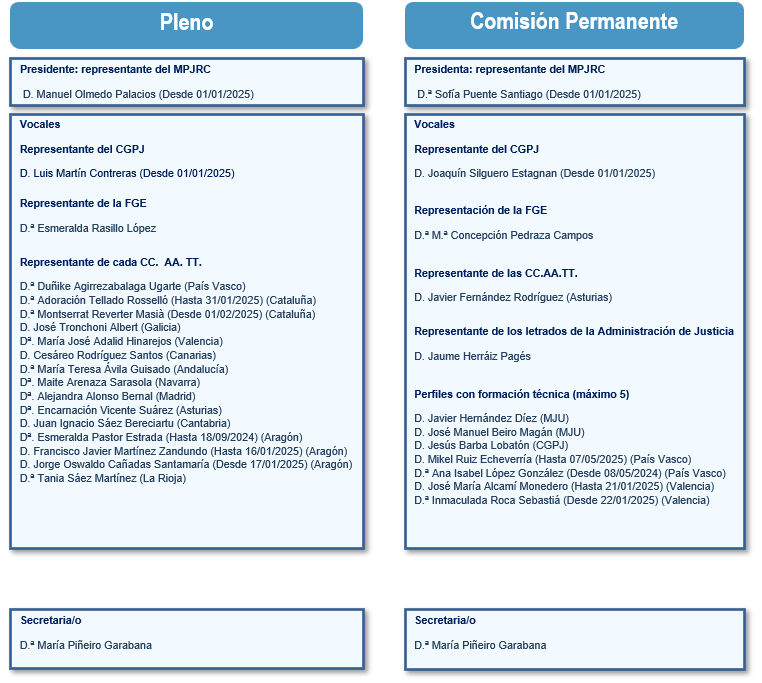 Pleno
Presidente: representante del MPJRC
D. Manuel Olmedo Palacios (Desde 01/01/2025)
Vocales
Representante del CGPJ
D. Luis Martín Contreras (Desde 01/01/2025)
Representante de la FGE
D.ª Esmeralda Rasillo López
Representante de cada CC. AA. TT.
D.ª Duñike Agirrezabalaga Ugarte (País Vasco)
D.ª Adoración Tellado Rosselló (Hasta 31/01/2025) (Cataluña)
D.ª Montserrat Reverter Masià (Desde 01/02/2025) (Cataluña)
D. José Tronchoni Albert (Galicia)
Dª. María José Adalid Hinarejos (Valencia)
D. Cesáreo Rodríguez Santos (Canarias)
D.ª María Teresa Ávila Guisado (Andalucía)
Dª. Maite Arenaza Sarasola (Navarra)
Dª. Alejandra Alonso Bernal (Madrid)
Dª. Encarnación Vicente Suárez (Asturias)
D. Juan Ignacio Sáez Bereciartu (Cantabria)
Dª. Esmeralda Pastor Estrada (Hasta 18/09/2024) (Aragón)
D. Francisco Javier Martínez Zandundo (Hasta 16/01/2025) (Aragón)
D. Jorge Oswaldo Cañadas Santamaría (Desde 17/01/2025) (Aragón)
D.ª Tania Sáez Martínez (La Rioja)
Secretaria/o
D.ª María Piñeiro Garabana
Comisión Permanente
Presidenta: representante del MPJRC
D.ª Sofía Puente Santiago (Desde 01/01/2025)
Vocales
Representante del CGPJ
D. Joaquín Silguero Estagnan (Desde 01/01/2025)
Representación de la FGE
D.ª M.ª Concepción Pedraza Campos
Representante de las CC.AA.TT.
D. Javier Fernández Rodríguez (Asturias)
Representante de los letrados de la Administración de Justicia
D. Jaume Herráiz Pagés
Perfiles con formación técnica (máximo 5)
D. Javier Hernández Díez (MJU)
D. José Manuel Beiro Magán (MJU)
D. Jesús Barba Lobatón (CGPJ)
D. Mikel Ruiz Echeverría (Hasta 07/05/2025) (País Vasco)
D.ª Ana Isabel López González (Desde 08/05/2024) (País Vasco)
D. José María Alcamí Monedero (Hasta 21/01/2025) (Valencia)
D.ª Inmaculada Roca Sebastiá (Desde 22/01/2025) (Valencia)
Secretaria/o
D.ª María Piñeiro Garabana